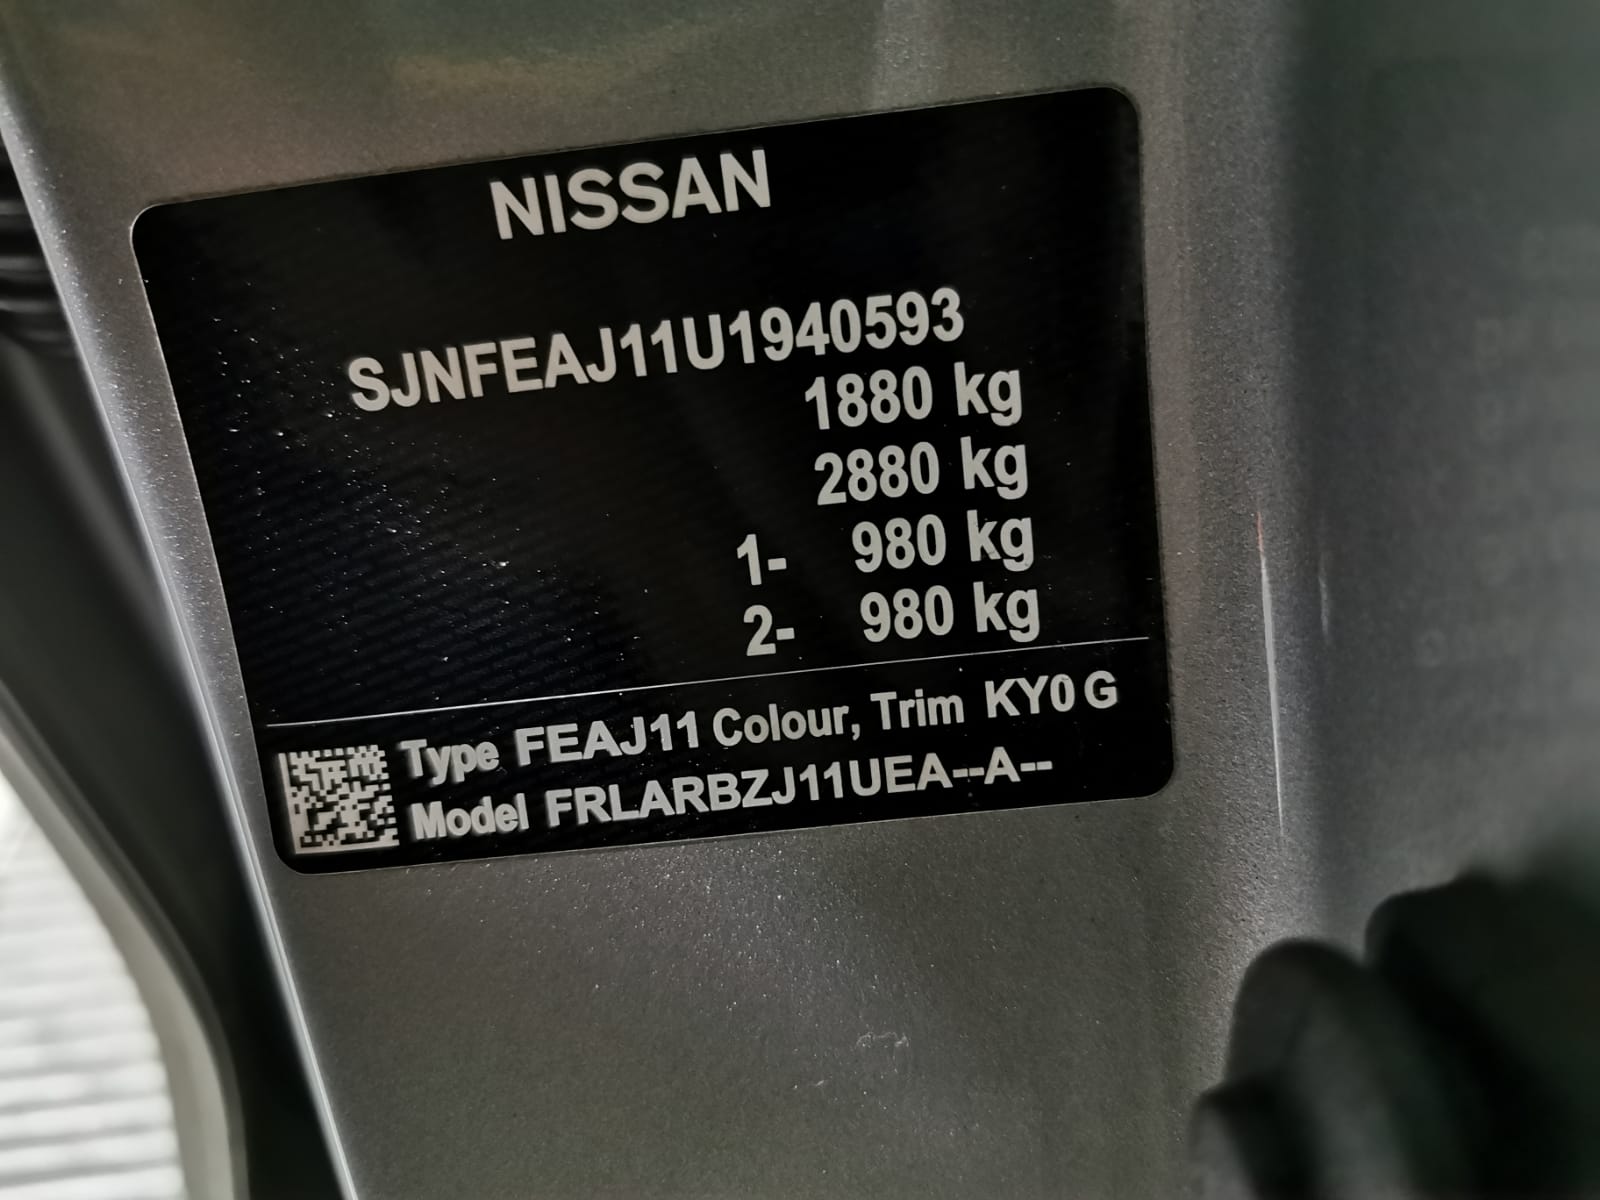 NISSAN
SJNFEAJ11U1940593
1880 kg
2880 kg
1- 980 kg
2- 980 kg
Type FEAJ11 Colour, Trim KY0 G
Model FRLARBZJ11UEA--A--